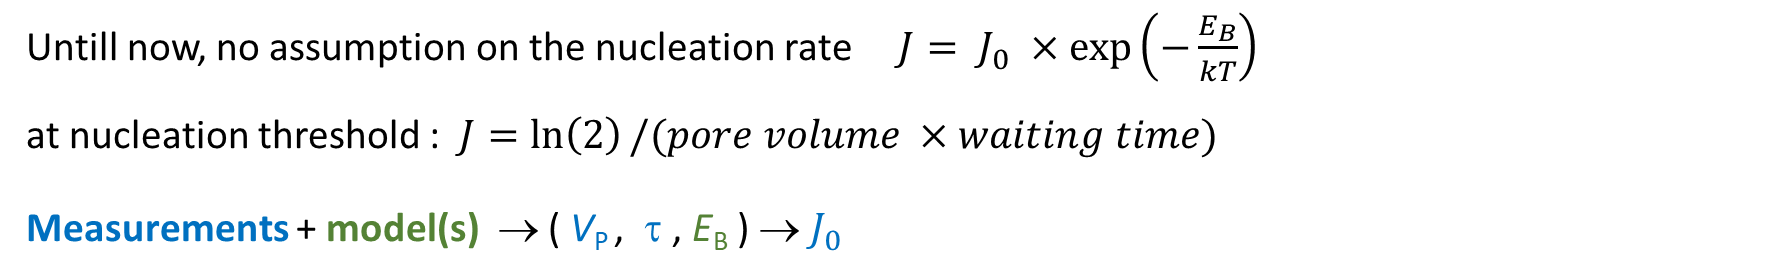 Untill now, no assumption on the nucleation rate J = J₀ × exp(−E_B/kT)
at nucleation threshold : J = ln(2) /(pore volume × waiting time)
Measurements + model(s) → ( V_P, τ , E_B ) → J₀